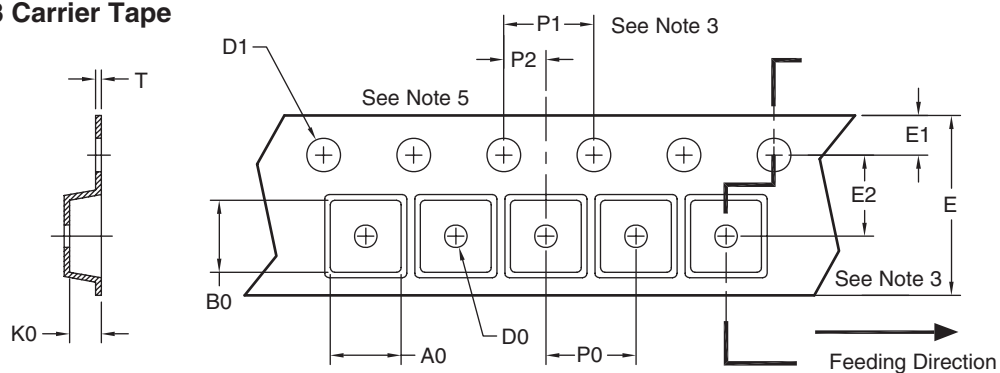 Carrier Tape
P1
See Note 3
D1
P2
T
See Note 5
E1
E2
E
B0
See Note 3
K0
D0
A0
P0
Feeding Direction